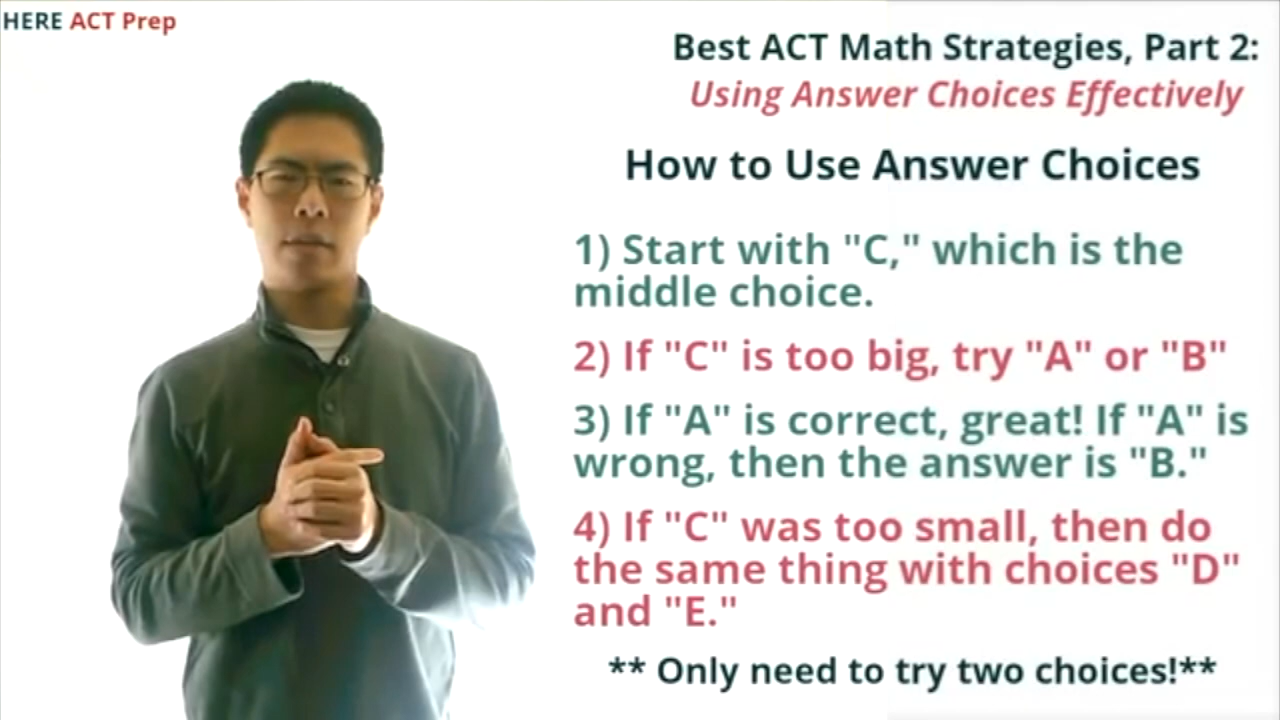 HERE ACT Prep
Best ACT Math Strategies, Part 2:
Using Answer Choices Effectively
How to Use Answer Choices
1) Start with "C," which is the
middle choice.
2) If "C" is too big, try "A" or "B"
3) If "A" is correct, great! If "A" is
wrong, then the answer is "B."
4) If "C" was too small, then do
the same thing with choices "D"
and "E."
** Only need to try two choices!**